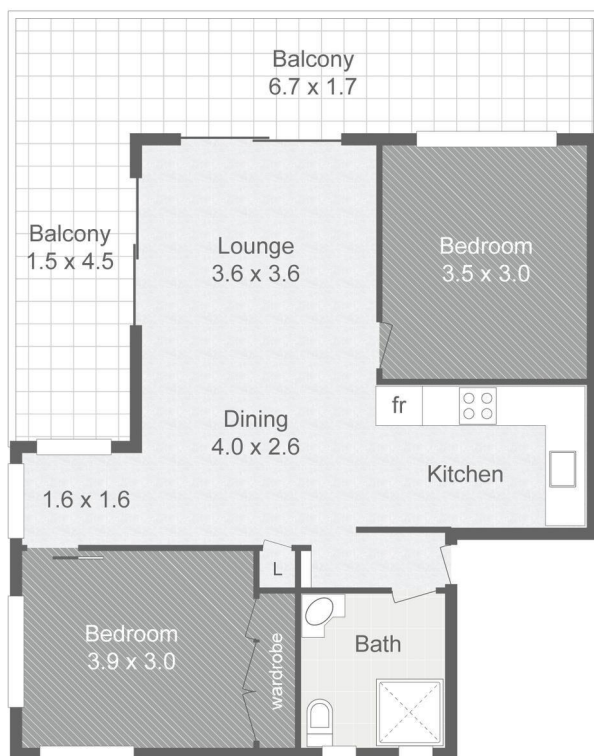 Balcony
6.7 x 1.7
Balcony
1.5 x 4.5
Lounge
3.6 x 3.6
Bedroom
3.5 x 3.0
Dining
4.0 x 2.6
fr
Kitchen
1.6 x 1.6
L
Bedroom
3.9 x 3.0
wardrobe
Bath